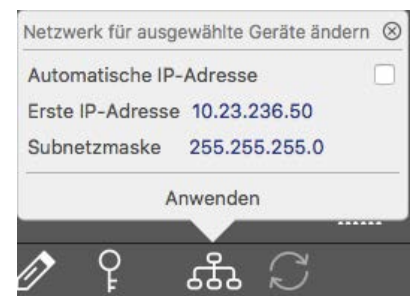 Netzwerk für ausgewählte Geräte ändern
Automatische IP-Adresse
Erste IP-Adresse 10.23.236.50
Subnetzmaske 255.255.255.0
Anwenden